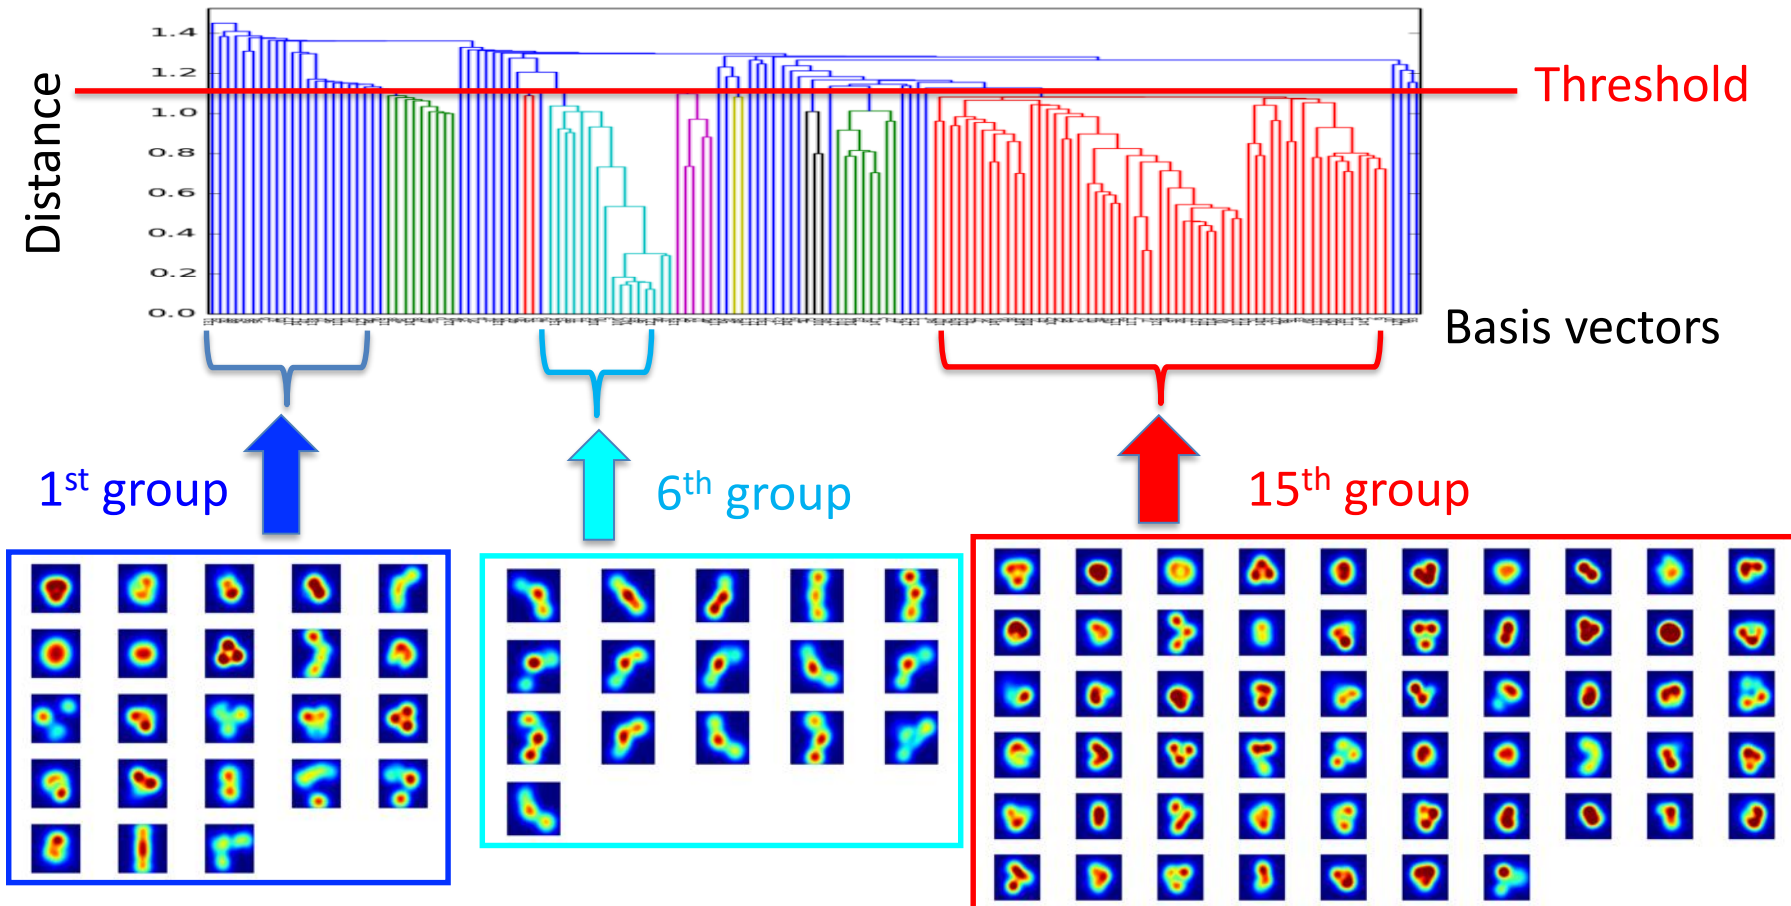 1.4
1.2
1.0
0.8
0.6
0.4
0.2
0.0
Distance
Threshold
Basis vectors
1st group
6th group
15th group